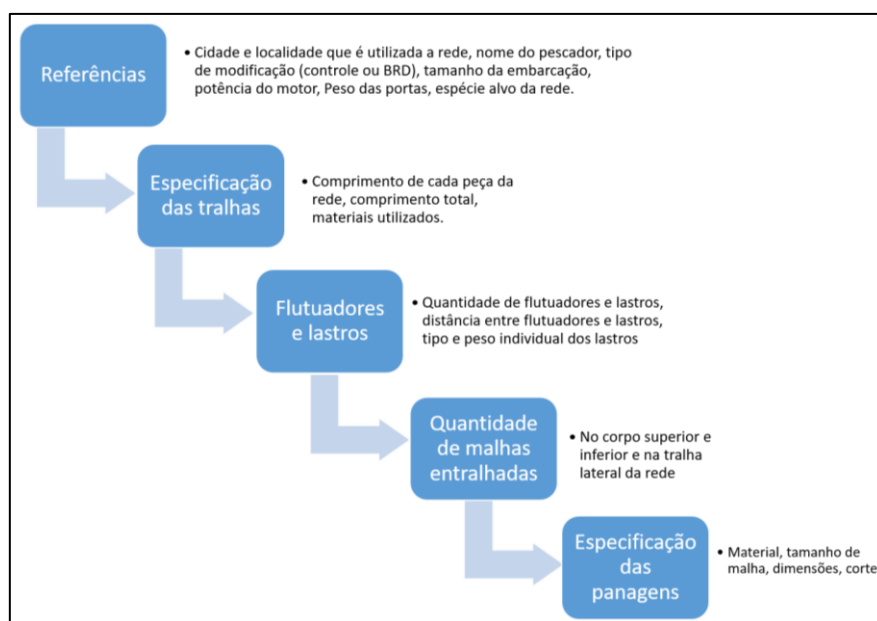 Referências
• Cidade e localidade que é utilizada a rede, nome do pescador, tipo
de modificação (controle ou BRD), tamanho da embarcação,
potência do motor, Peso das portas, espécie alvo da rede.
Especificação
das tralhas
• Comprimento de cada peça da
rede, comprimento total,
materiais utilizados.
Flutuadores
e lastros
• Quantidade de flutuadores e lastros,
distância entre flutuadores e lastros,
tipo e peso individual dos lastros
Quantidade
de malhas
entralhadas
• No corpo superior e
inferior e na tralha
lateral da rede
Especificação
das
panagens
• Material, tamanho de
malha, dimensões, corte